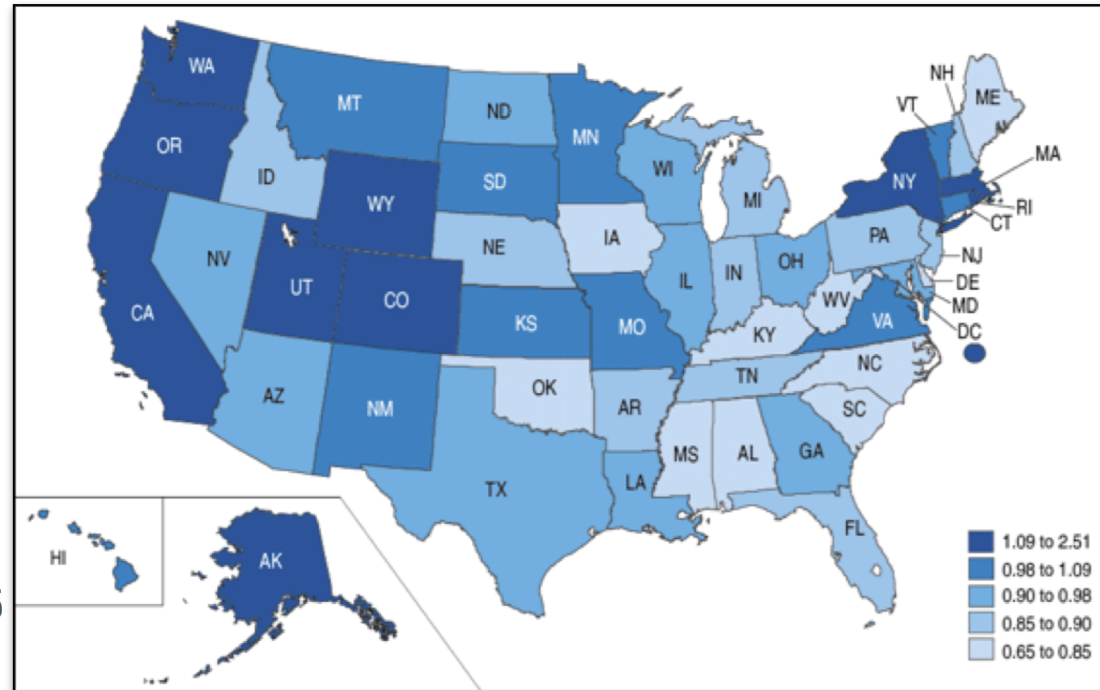 WA
MT
ND
MN
OR
ID
SD
WI
WY
MI
NH
VT
ME
NY
MA
RI
CT
NE
IA
PA
NJ
NV
UT
CO
IL
IN
OH
DE
MD
DC
WV
VA
CA
KS
MO
KY
NC
TN
AZ
NM
OK
AR
SC
MS
AL
GA
TX
LA
FL
HI
AK
1.09 to 2.51
0.98 to 1.09
0.90 to 0.98
0.85 to 0.90
0.65 to 0.85